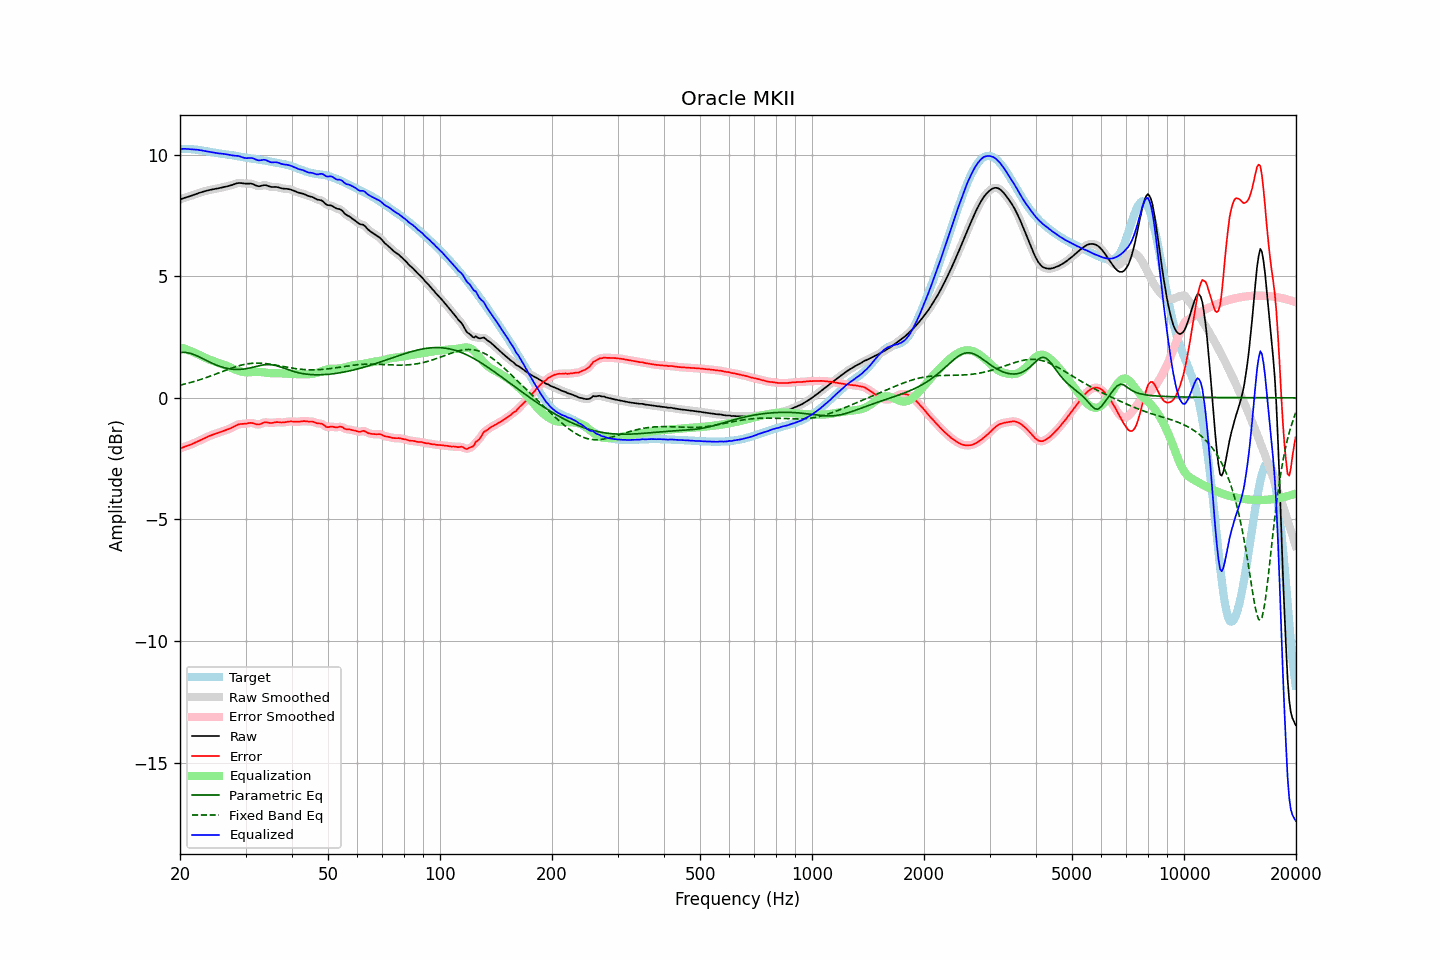 Oracle MKII
Amplitude (dBr)
10
5
0
−5
−10
−15
Target
Raw Smoothed
Error Smoothed
Raw
Error
Equalization
Parametric Eq
Fixed Band Eq
Equalized
20 50 100 200 500 1000 2000 5000 10000 20000
Frequency (Hz)